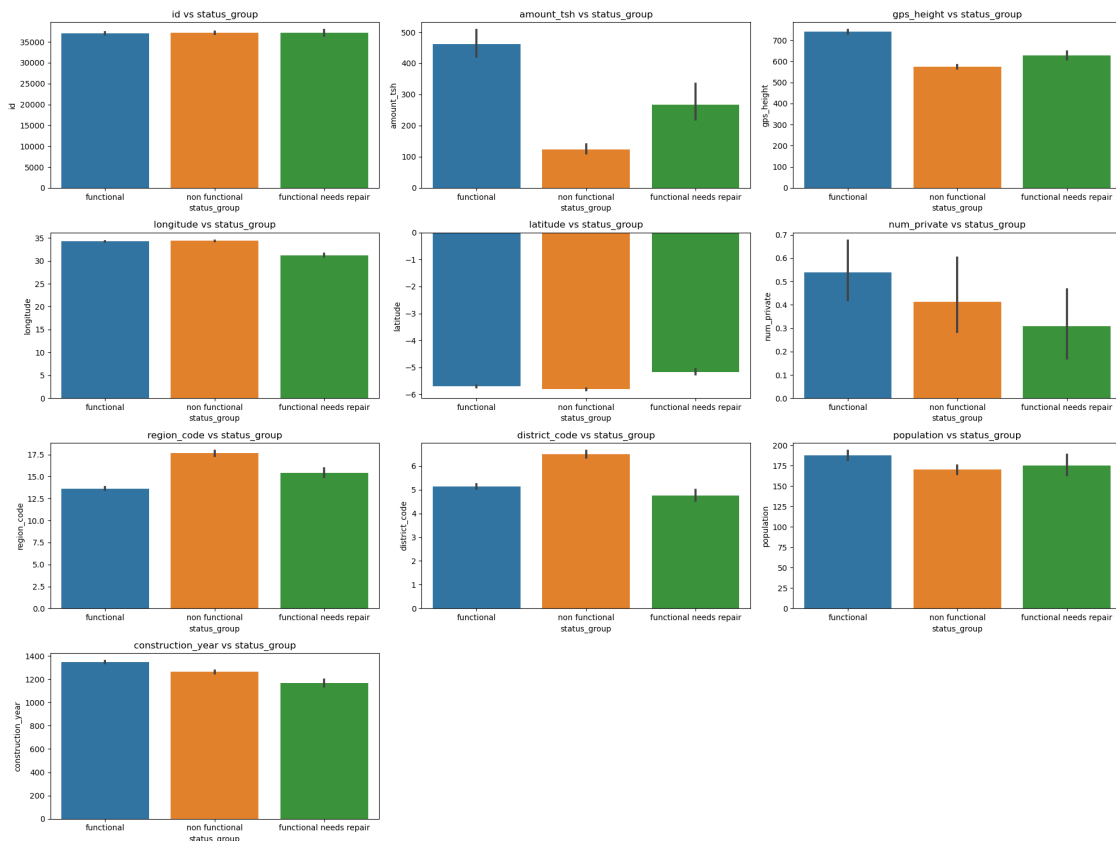 id vs status_group
id
35000
30000
25000
20000
15000
10000
5000
0
functional
non functional
functional needs repair
status_group
amount_tsh vs status_group
amount_tsh
500
400
300
200
100
0
functional
non functional
functional needs repair
status_group
gps_height vs status_group
gps_height
700
600
500
400
300
200
100
0
functional
non functional
functional needs repair
status_group
longitude vs status_group
longitude
35
30
25
20
15
10
5
0
functional
non functional
functional needs repair
status_group
latitude vs status_group
latitude
0
−1
−2
−3
−4
−5
−6
functional
non functional
functional needs repair
status_group
num_private vs status_group
num_private
0.7
0.6
0.5
0.4
0.3
0.2
0.1
0.0
functional
non functional
functional needs repair
status_group
region_code vs status_group
region_code
17.5
15.0
12.5
10.0
7.5
5.0
2.5
0.0
functional
non functional
functional needs repair
status_group
district_code vs status_group
district_code
6
5
4
3
2
1
0
functional
non functional
functional needs repair
status_group
population vs status_group
population
200
175
150
125
100
75
50
25
0
functional
non functional
functional needs repair
status_group
construction_year vs status_group
construction_year
1400
1200
1000
800
600
400
200
0
functional
non functional
functional needs repair
status_group